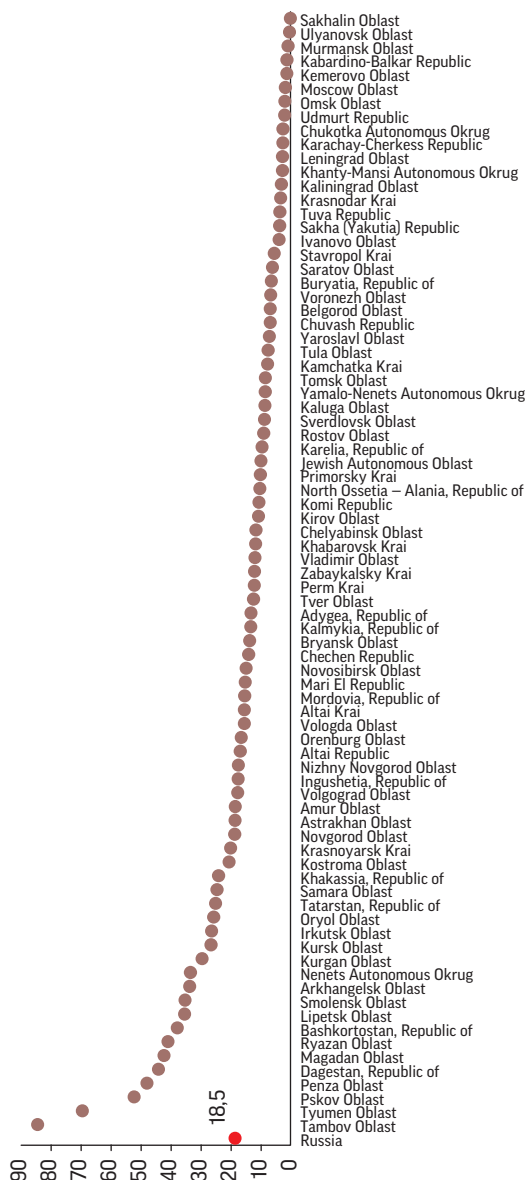 Sakhalin Oblast
Ulyanovsk Oblast
Murmansk Oblast
Kabardino-Balkar Republic
Kemerovo Oblast
Moscow Oblast
Omsk Oblast
Udmurt Republic
Chukotka Autonomous Okrug
Karachay-Cherkess Republic
Leningrad Oblast
Khanty-Mansi Autonomous Okrug
Kaliningrad Oblast
Krasnodar Krai
Tuva Republic
Sakha (Yakutia) Republic
Ivanovo Oblast
Stavropol Krai
Saratov Oblast
Buryatia, Republic of
Voronezh Oblast
Belgorod Oblast
Chuvash Republic
Yaroslavl Oblast
Tula Oblast
Kamchatka Krai
Tomsk Oblast
Yamalo-Nenets Autonomous Okrug
Kaluga Oblast
Sverdlovsk Oblast
Rostov Oblast
Karelia, Republic of
Jewish Autonomous Oblast
Primorsky Krai
North Ossetia – Alania, Republic of
Komi Republic
Kirov Oblast
Chelyabinsk Oblast
Khabarovsk Krai
Vladimir Oblast
Zabaykalsky Krai
Perm Krai
Tver Oblast
Adygea, Republic of
Kalmykia, Republic of
Bryansk Oblast
Chechen Republic
Novosibirsk Oblast
Mari El Republic
Mordovia, Republic of
Altai Krai
Vologda Oblast
Orenburg Oblast
Altai Republic
Nizhny Novgorod Oblast
Ingushetia, Republic of
Volgograd Oblast
Amur Oblast
Astrakhan Oblast
Novgorod Oblast
Krasnoyarsk Krai
Kostroma Oblast
Khakassia, Republic of
Samara Oblast
Tatarstan, Republic of
Oryol Oblast
Irkutsk Oblast
Kursk Oblast
Kurgan Oblast
Nenets Autonomous Okrug
Arkhangelsk Oblast
Smolensk Oblast
Lipetsk Oblast
Bashkortostan, Republic of
Ryazan Oblast
Magadan Oblast
Dagestan, Republic of
Penza Oblast
Pskov Oblast
Tyumen Oblast
Tambov Oblast
Russia
18,5
90
80
70
60
50
40
30
20
10
0